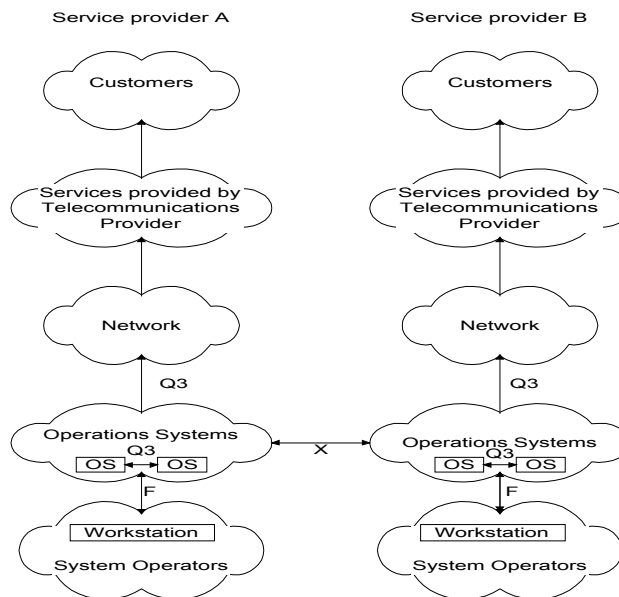 Service provider A
Service provider B
Customers
Customers
Services provided by
Telecommunications
Provider
Services provided by
Telecommunications
Provider
Network
Network
Q3
Q3
Operations Systems
Q3
OS
OS
X
Operations Systems
Q3
OS
OS
F
F
Workstation
System Operators
Workstation
System Operators